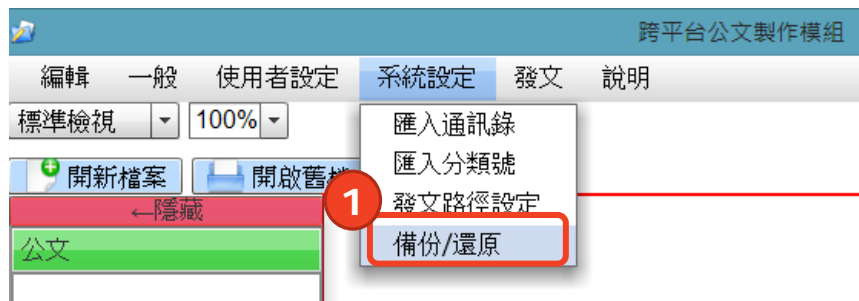 跨平台公文製作模組
編輯 一般 使用者設定 系統設定 發文 說明
標準檢視 100%
匯入通訊錄
匯入分類號
開新檔案 開啟舊檔
發文路徑設定
1
←隱藏
備份/還原
公文